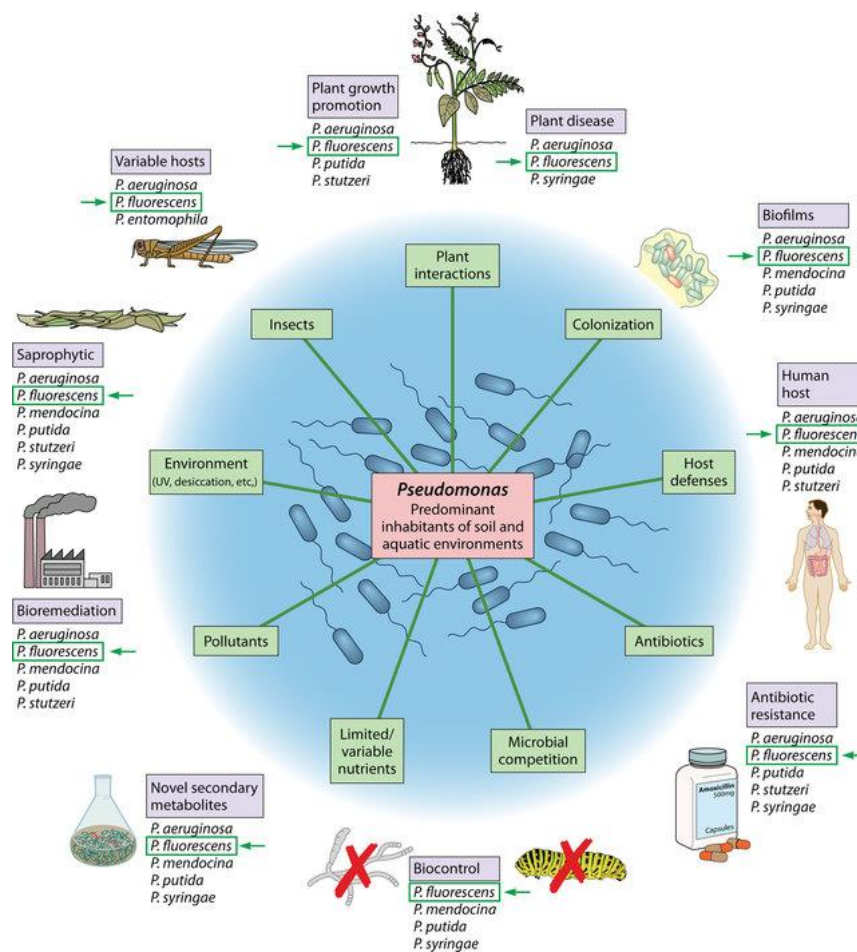 Plant growth
promotion
P. aeruginosa
P. fluorescens
P. putida
P. stutzeri
Plant disease
P. aeruginosa
P. fluorescens
P. syringae
Variable hosts
P. aeruginosa
P. fluorescens
P. entomophila
Biofilms
P. aeruginosa
P. fluorescens
P. mendocina
P. putida
P. syringae
Plant
interactions
Insects
Colonization
Saprophytic
P. aeruginosa
P. fluorescens
P. mendocina
P. putida
P. stutzeri
P. syringae
Human
host
P. aeruginosa
P. fluorescens
P. mendocina
P. putida
P. stutzeri
Environment
(UV, desiccation, etc,)
Host
defenses
Pseudomonas
Predominant
inhabitants of soil and
aquatic environments
Bioremediation
P. aeruginosa
P. fluorescens
P. mendocina
P. putida
P. stutzeri
Pollutants
Antibiotics
Limited/
variable
nutrients
Microbial
competition
Antibiotic
resistance
P. aeruginosa
P. fluorescens
P. putida
P. stutzeri
P. syringae
Amoxicillin
500mg
Capsules
Novel secondary
metabolites
P. aeruginosa
P. fluorescens
P. mendocina
P. putida
P. syringae
Biocontrol
P. fluorescens
P. mendocina
P. putida
P. syringae